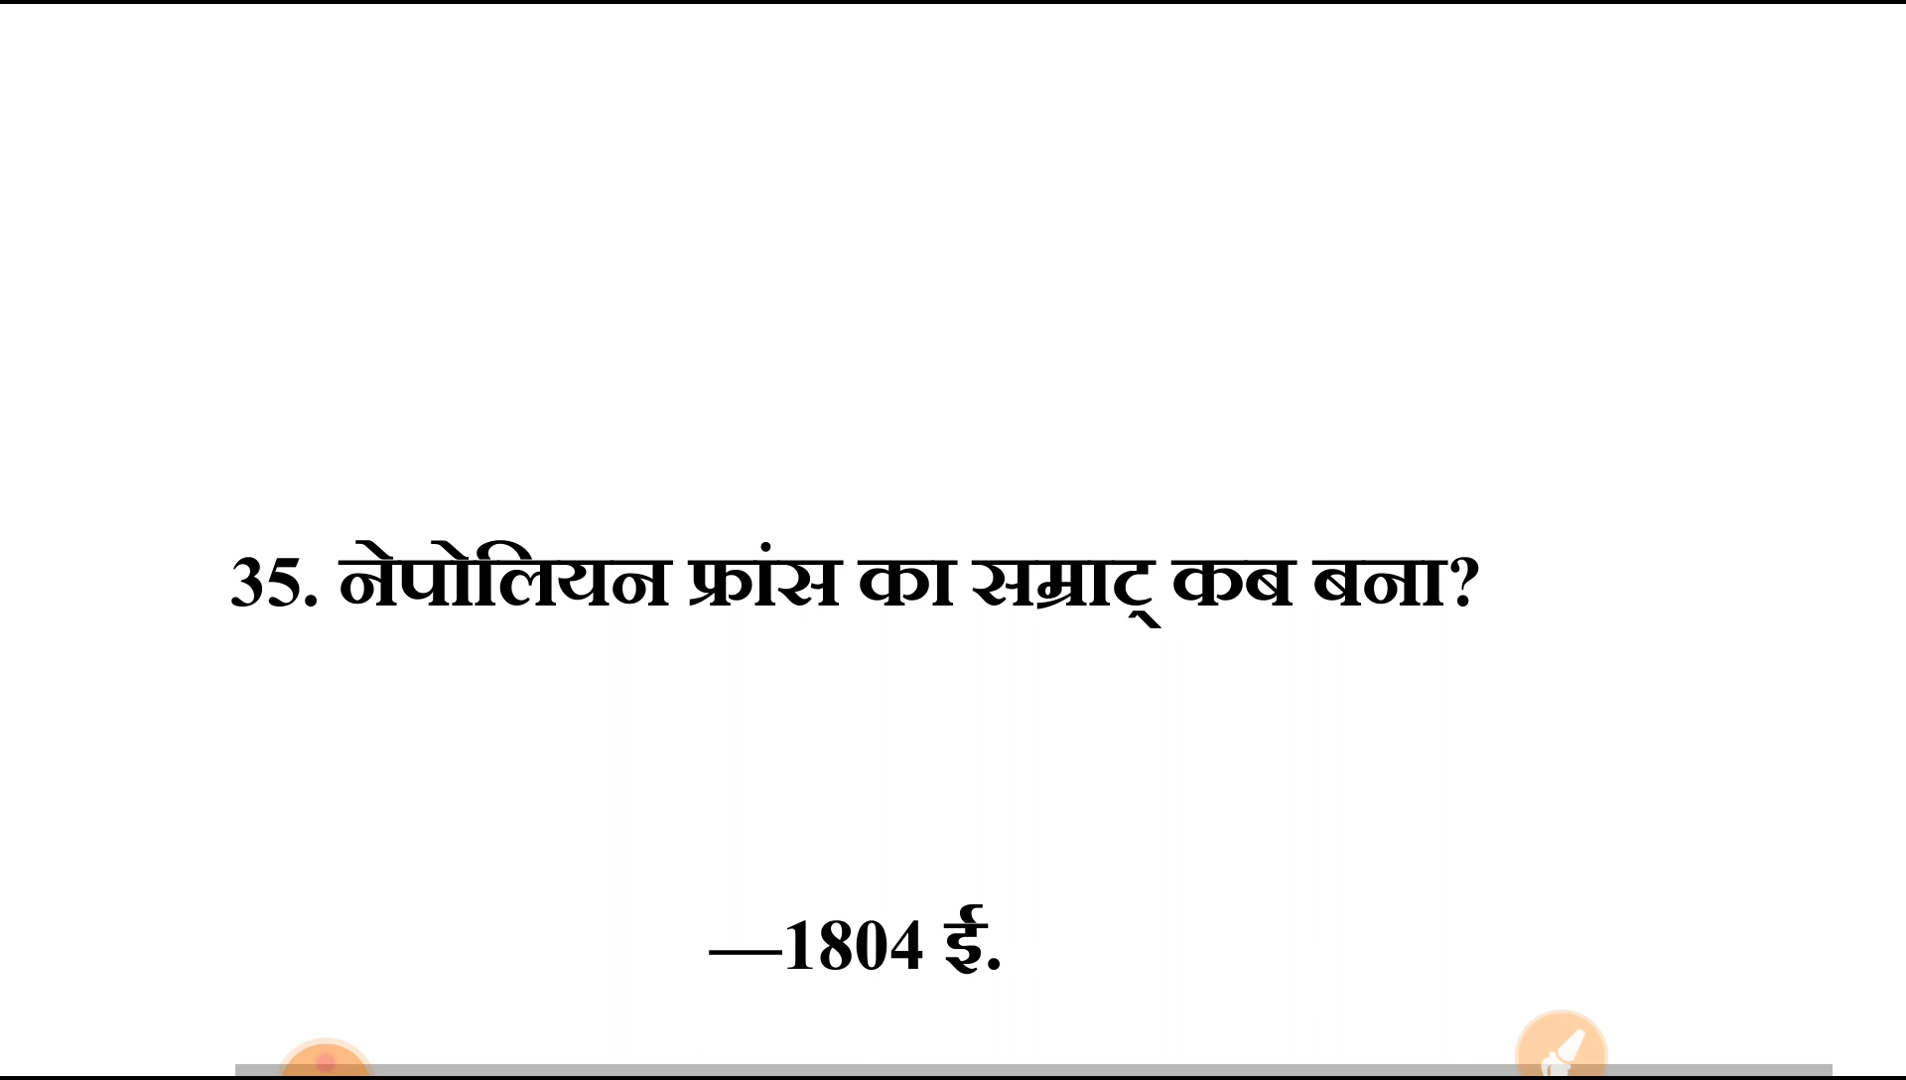 35. नेपोलियन फ्रांस का सम्राट् कब बना?
—1804 ई.